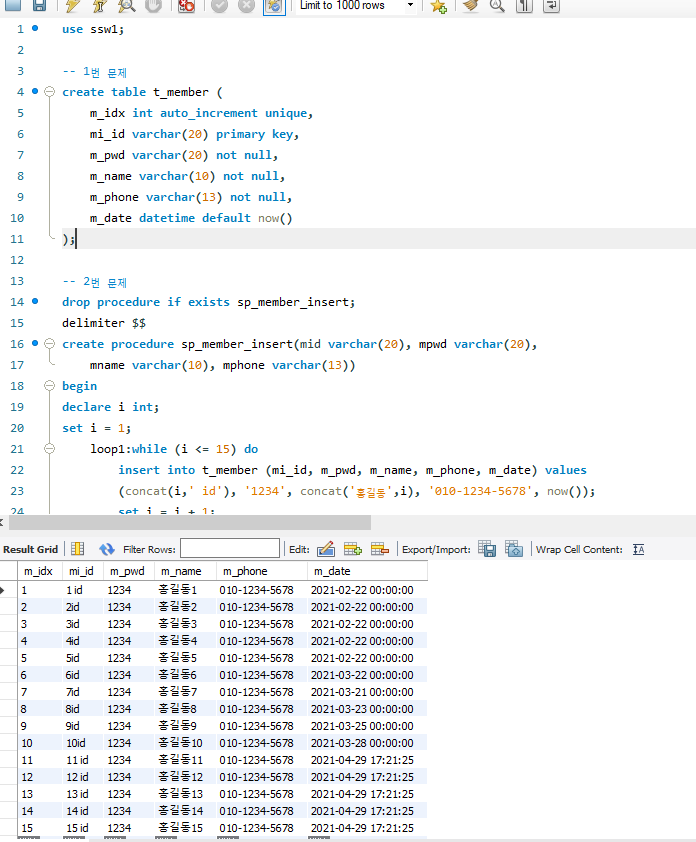 Limit to 1000 rows
1 use ssw1;
2
3 -- 1번 문제
4 create table t_member (
5 m_idx int auto_increment unique,
6 mi_id varchar(20) primary key,
7 m_pwd varchar(20) not null,
8 m_name varchar(10) not null,
9 m_phone varchar(13) not null,
10 m_date datetime default now()
11 );
12
13 -- 2번 문제
14 drop procedure if exists sp_member_insert;
15 delimiter $$
16 create procedure sp_member_insert(mid varchar(20), mpwd varchar(20),
17 mname varchar(10), mphone varchar(13))
18 begin
19 declare i int;
20 set i = 1;
21 loop1:while (i <= 15) do
22 insert into t_member (mi_id, m_pwd, m_name, m_phone, m_date) values
23 (concat(i,' id'), '1234', concat('홍길동',i), '010-1234-5678', now());
24 set i = i + 1;
Result Grid Filter Rows: Edit: Export/Import: Wrap Cell Content:
m_idx mi_id m_pwd m_name m_phone m_date
1 1 id 1234 홍길동1 010-1234-5678 2021-02-22 00:00:00
2 2id 1234 홍길동2 010-1234-5678 2021-02-22 00:00:00
3 3id 1234 홍길동3 010-1234-5678 2021-02-22 00:00:00
4 4id 1234 홍길동4 010-1234-5678 2021-02-22 00:00:00
5 5id 1234 홍길동5 010-1234-5678 2021-02-22 00:00:00
6 6id 1234 홍길동6 010-1234-5678 2021-03-22 00:00:00
7 7id 1234 홍길동7 010-1234-5678 2021-03-21 00:00:00
8 8id 1234 홍길동8 010-1234-5678 2021-03-23 00:00:00
9 9id 1234 홍길동9 010-1234-5678 2021-03-25 00:00:00
10 10id 1234 홍길동10 010-1234-5678 2021-03-28 00:00:00
11 11 id 1234 홍길동11 010-1234-5678 2021-04-29 17:21:25
12 12 id 1234 홍길동12 010-1234-5678 2021-04-29 17:21:25
13 13 id 1234 홍길동13 010-1234-5678 2021-04-29 17:21:25
14 14 id 1234 홍길동14 010-1234-5678 2021-04-29 17:21:25
15 15 id 1234 홍길동15 010-1234-5678 2021-04-29 17:21:25